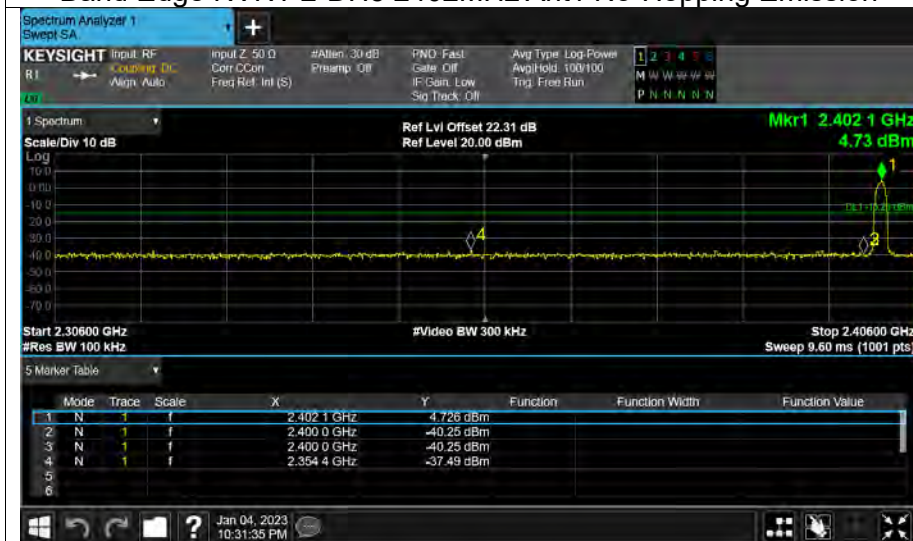 Spectrum Analyzer 1
Swept SA
+
KEYSIGHT Input: RF Input Z: 50 Ω #Atten: 30 dB PNO: Fast Avg Type: Log-Power 1 2 3 4 5 6
R1 Coupling: DC Corr CCorr Preamp: Off Gate: Off Avg|Hold: 100/100 M W W W W W
Align: Auto Freq Ref: Int (S) IF Gain: Low Trig: Free Run P N N N N N
Sig Track: Off
1 Spectrum Ref Lvl Offset 22.31 dB Mkr1 2.402 1 GHz
Scale/Div 10 dB Ref Level 20.00 dBm 4.73 dBm
Log
10.0
0.00
-10.0
-20.0
-30.0
-40.0
-50.0
-60.0
-70.0
1
4
Start 2.30600 GHz #Video BW 300 kHz Stop 2.40600 GHz
#Res BW 100 kHz Sweep 9.60 ms (1001 pts)
5 Marker Table
Mode Trace Scale X Y Function Function Width Function Value
1 N 1 f 2.402 1 GHz 4.726 dBm
2 N 1 f 2.400 0 GHz -40.25 dBm
3 N 1 f 2.400 0 GHz -40.25 dBm
4 N 1 f 2.354 4 GHz -37.49 dBm
5
6
? Jan 04, 2023
10:31:35 PM